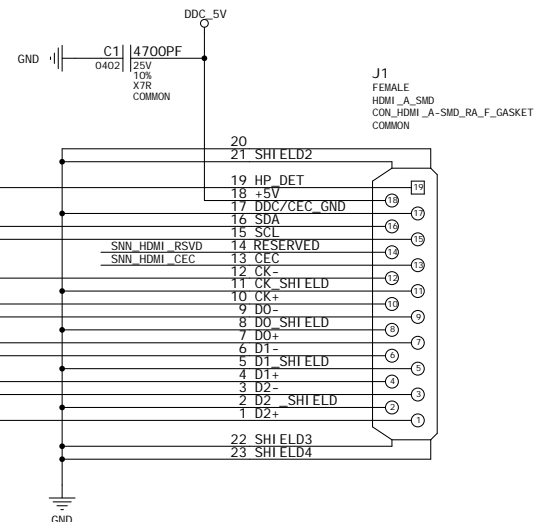 DDC_5V
GND
C1
4700PF
0402
25V
10%
X7R
COMMON
J1
FEMALE
HDMI_A_SMD
CON_HDMI_A-SMD_RA_F_GASKET
COMMON
20
21 SHIELD2
19 HP_DET
19
18 +5V
18
17 DDC/CEC_GND
17
16 SDA
16
15 SCL
15
SNN_HDMI_RSVD
14 RESERVED
14
SNN_HDMI_CEC
13 CEC
13
12 CK-
12
11 CK_SHIELD
11
10 CK+
10
9 D0-
9
8 D0_SHIELD
8
7 D0+
7
6 D1-
6
5 D1_SHIELD
5
4 D1+
4
3 D2-
3
2 D2 _SHIELD
2
1 D2+
1
22 SHIELD3
23 SHIELD4
GND